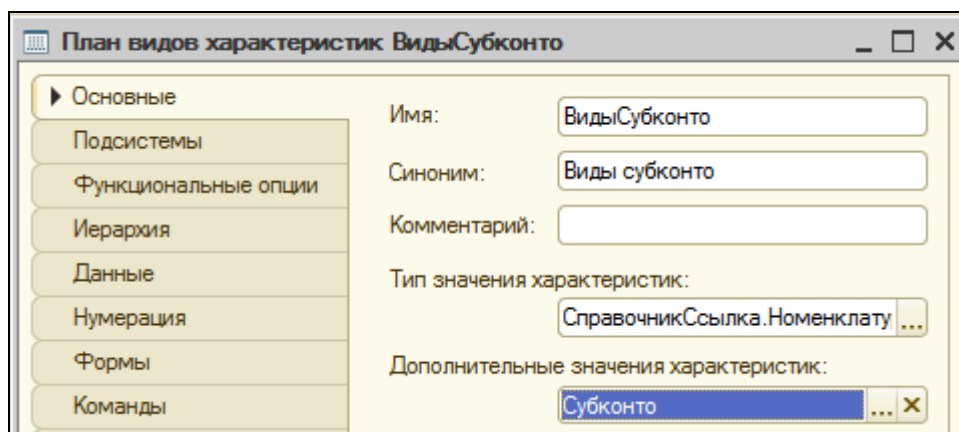 План видов характеристик ВидыСубконто
Основные
Подсистемы
Функциональные опции
Иерархия
Данные
Нумерация
Формы
Команды
Имя: ВидыСубконто
Синоним: Виды субконто
Комментарий:
Тип значения характеристик:
СправочникСсылка.Номенклату ...
Дополнительные значения характеристик:
Субконто ...